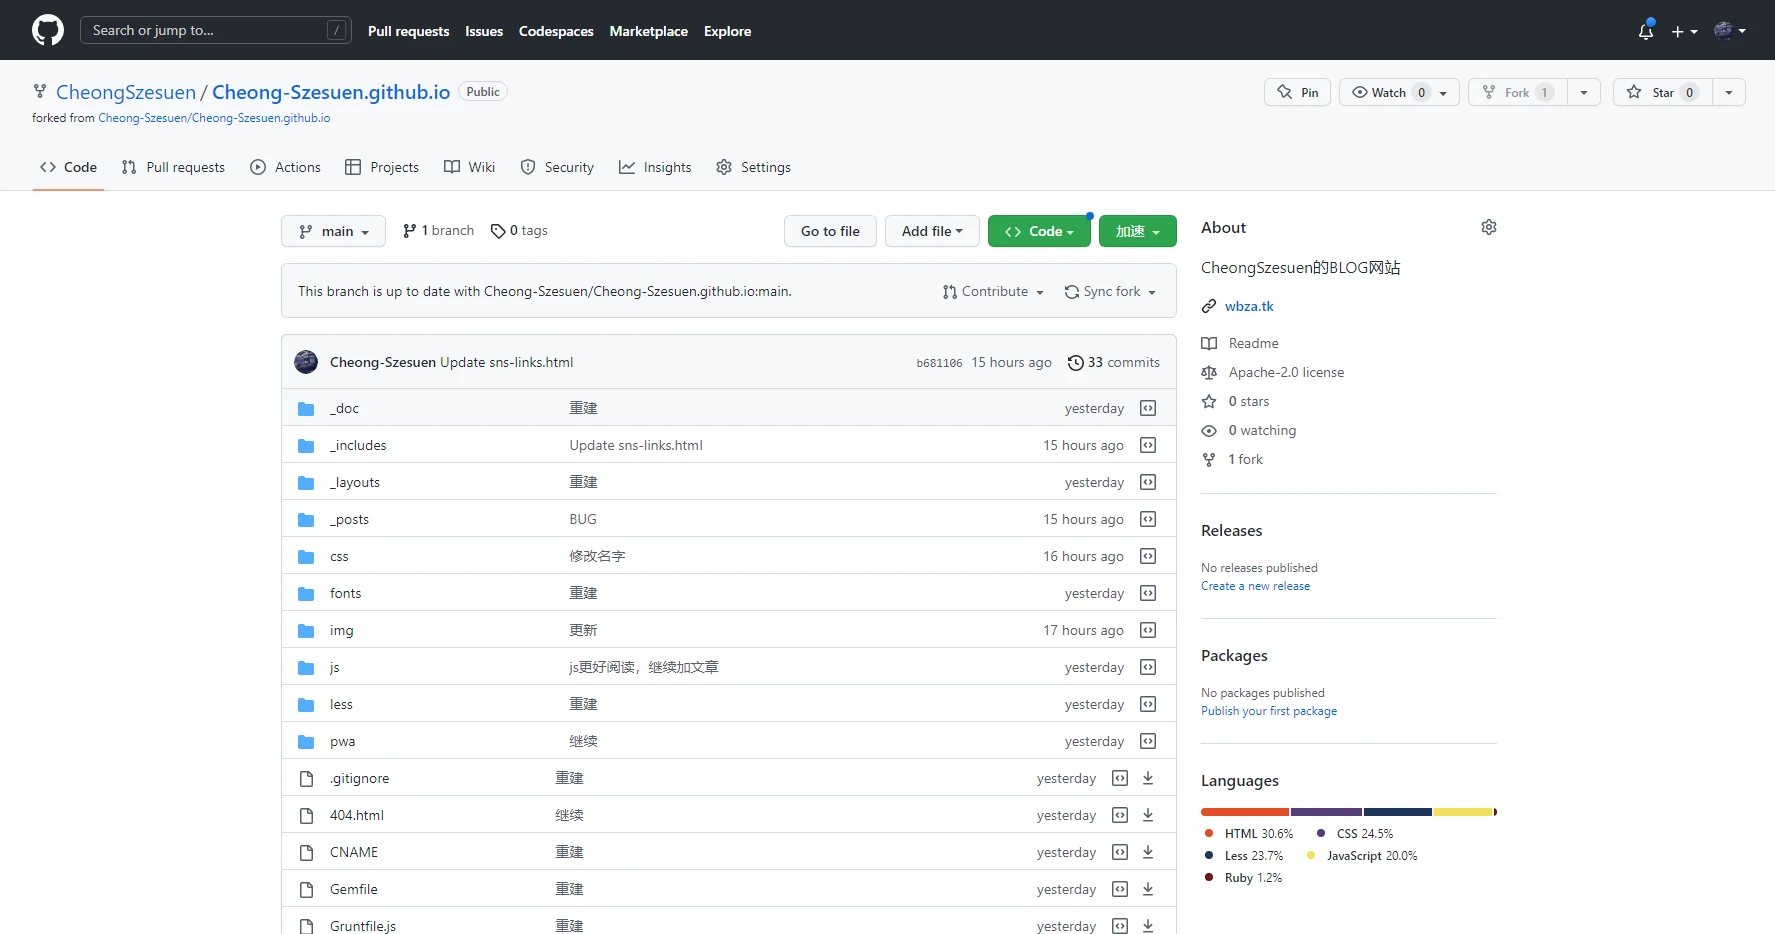 Search or jump to... / Pull requests Issues Codespaces Marketplace Explore
CheongSzesuen / Cheong-Szesuen.github.io Public Pin Watch 0 Fork 1 Star 0
forked from Cheong-Szesuen/Cheong-Szesuen.github.io
Code Pull requests Actions Projects Wiki Security Insights Settings
main 1 branch 0 tags Go to file Add file Code 加速
This branch is up to date with Cheong-Szesuen/Cheong-Szesuen.github.io:main. Contribute Sync fork
Cheong-Szesuen Update sns-links.html b681106 15 hours ago 33 commits
_doc 重建 yesterday
_includes Update sns-links.html 15 hours ago
_layouts 重建 yesterday
_posts BUG 15 hours ago
css 修改名字 16 hours ago
fonts 重建 yesterday
img 更新 17 hours ago
js js更好阅读，继续加文章 yesterday
less 重建 yesterday
pwa 继续 yesterday
.gitignore 重建 yesterday
404.html 继续 yesterday
CNAME 重建 yesterday
Gemfile 重建 yesterday
Gruntfile.js 重建 yesterday
About
CheongSzesuen的BLOG网站
wbza.tk
Readme
Apache-2.0 license
0 stars
0 watching
1 fork
Releases
No releases published
Create a new release
Packages
No packages published
Publish your first package
Languages
HTML 30.6% CSS 24.5%
Less 23.7% JavaScript 20.0%
Ruby 1.2%